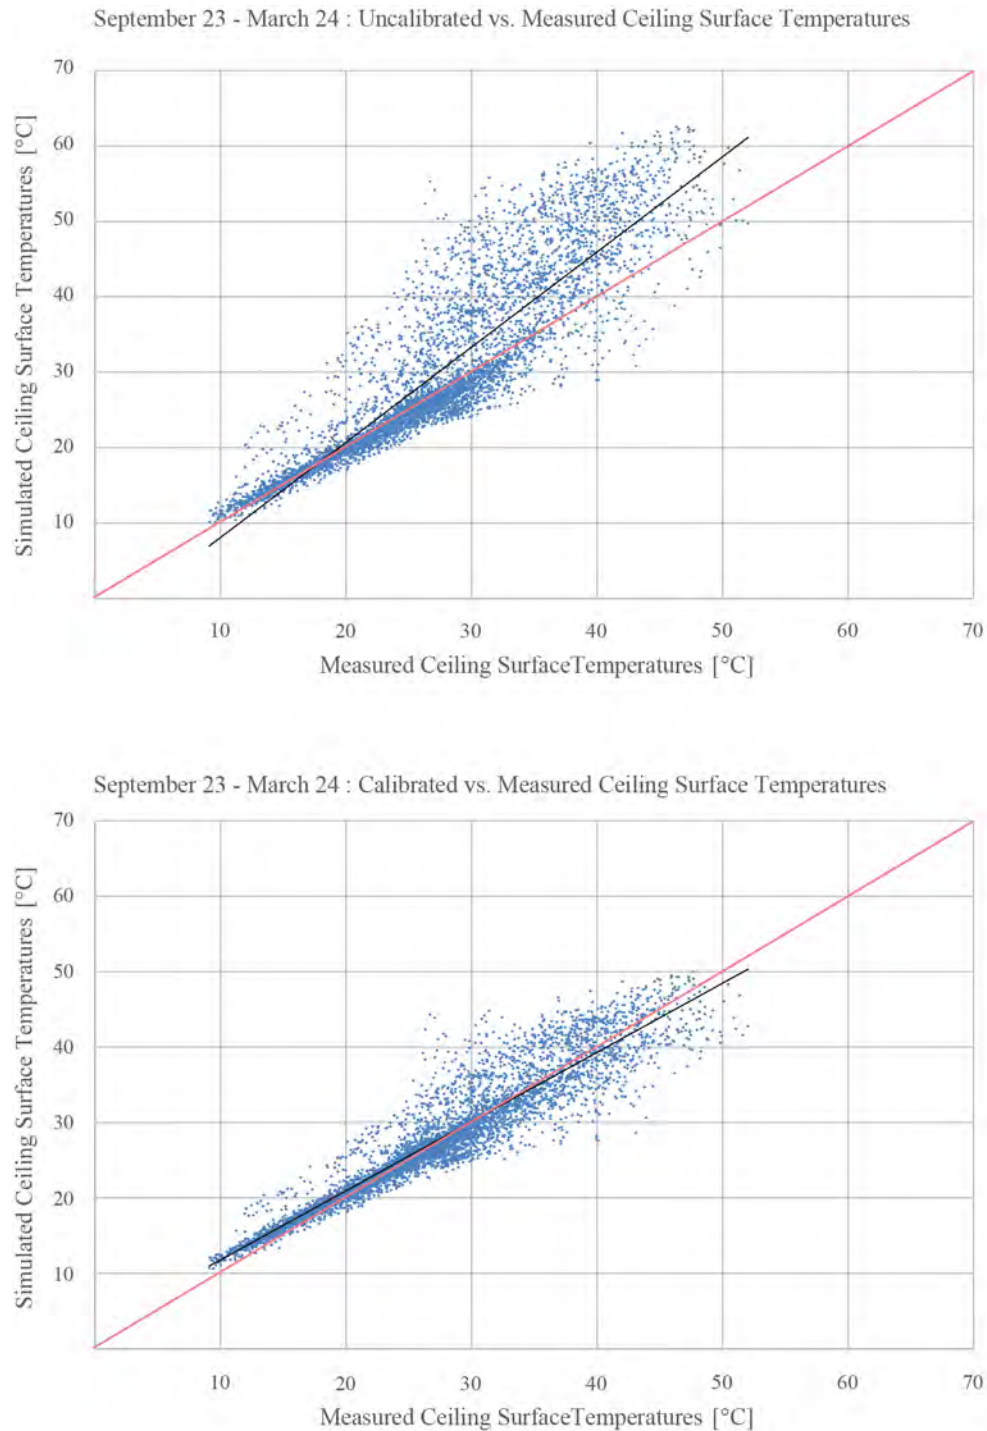 September 23 - March 24 : Uncalibrated vs. Measured Ceiling Surface Temperatures
70
60
50
40
30
20
10
Simulated Ceiling Surface Temperatures [°C]
10 20 30 40 50 60 70
Measured Ceiling SurfaceTemperatures [°C]
September 23 - March 24 : Calibrated vs. Measured Ceiling Surface Temperatures
70
60
50
40
30
20
10
Simulated Ceiling Surface Temperatures [°C]
10 20 30 40 50 60 70
Measured Ceiling SurfaceTemperatures [°C]